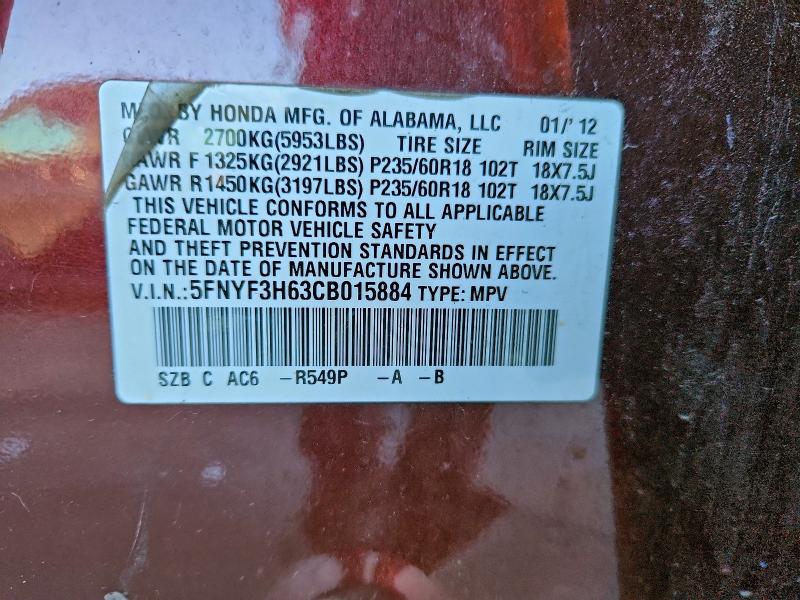 BY HONDA MFG. OF ALABAMA, LLC 01/'12
GVWR 2700KG(5953LBS) TIRE SIZE RIM SIZE
GAWR F 1325KG(2921LBS) P235/60R18 102T 18X7.5J
GAWR R1450KG(3197LBS) P235/60R18 102T 18X7.5J
THIS VEHICLE CONFORMS TO ALL APPLICABLE
FEDERAL MOTOR VEHICLE SAFETY
AND THEFT PREVENTION STANDARDS IN EFFECT
ON THE DATE OF MANUFACTURE SHOWN ABOVE.
V.I.N.:5FNYF3H63CB015884 TYPE: MPV
SZB C AC6 -R549P -A -B